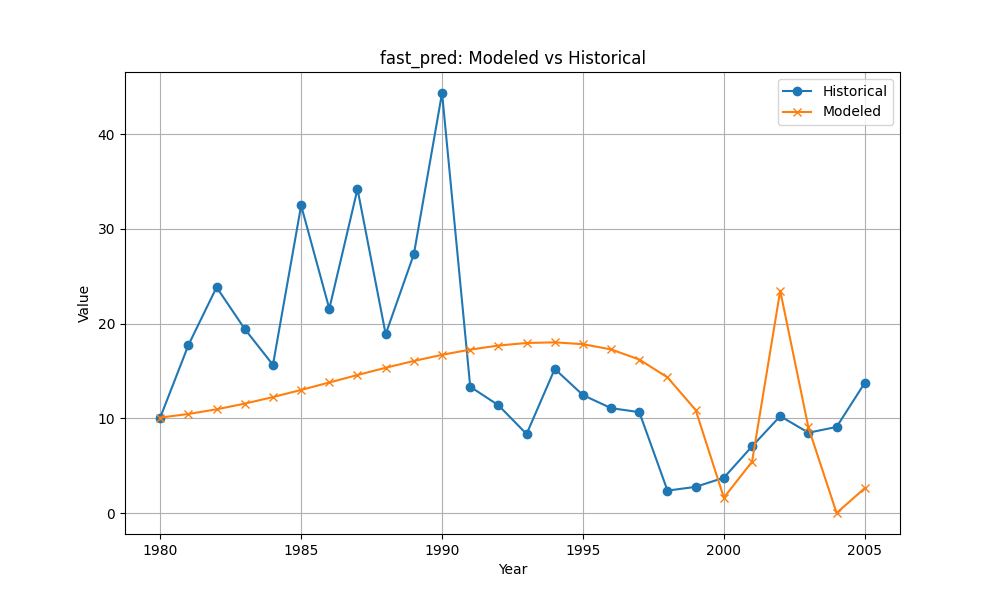 fast_pred: Modeled vs Historical
Historical
Modeled
Value
40
30
20
10
0
1980 1985 1990 1995 2000 2005
Year